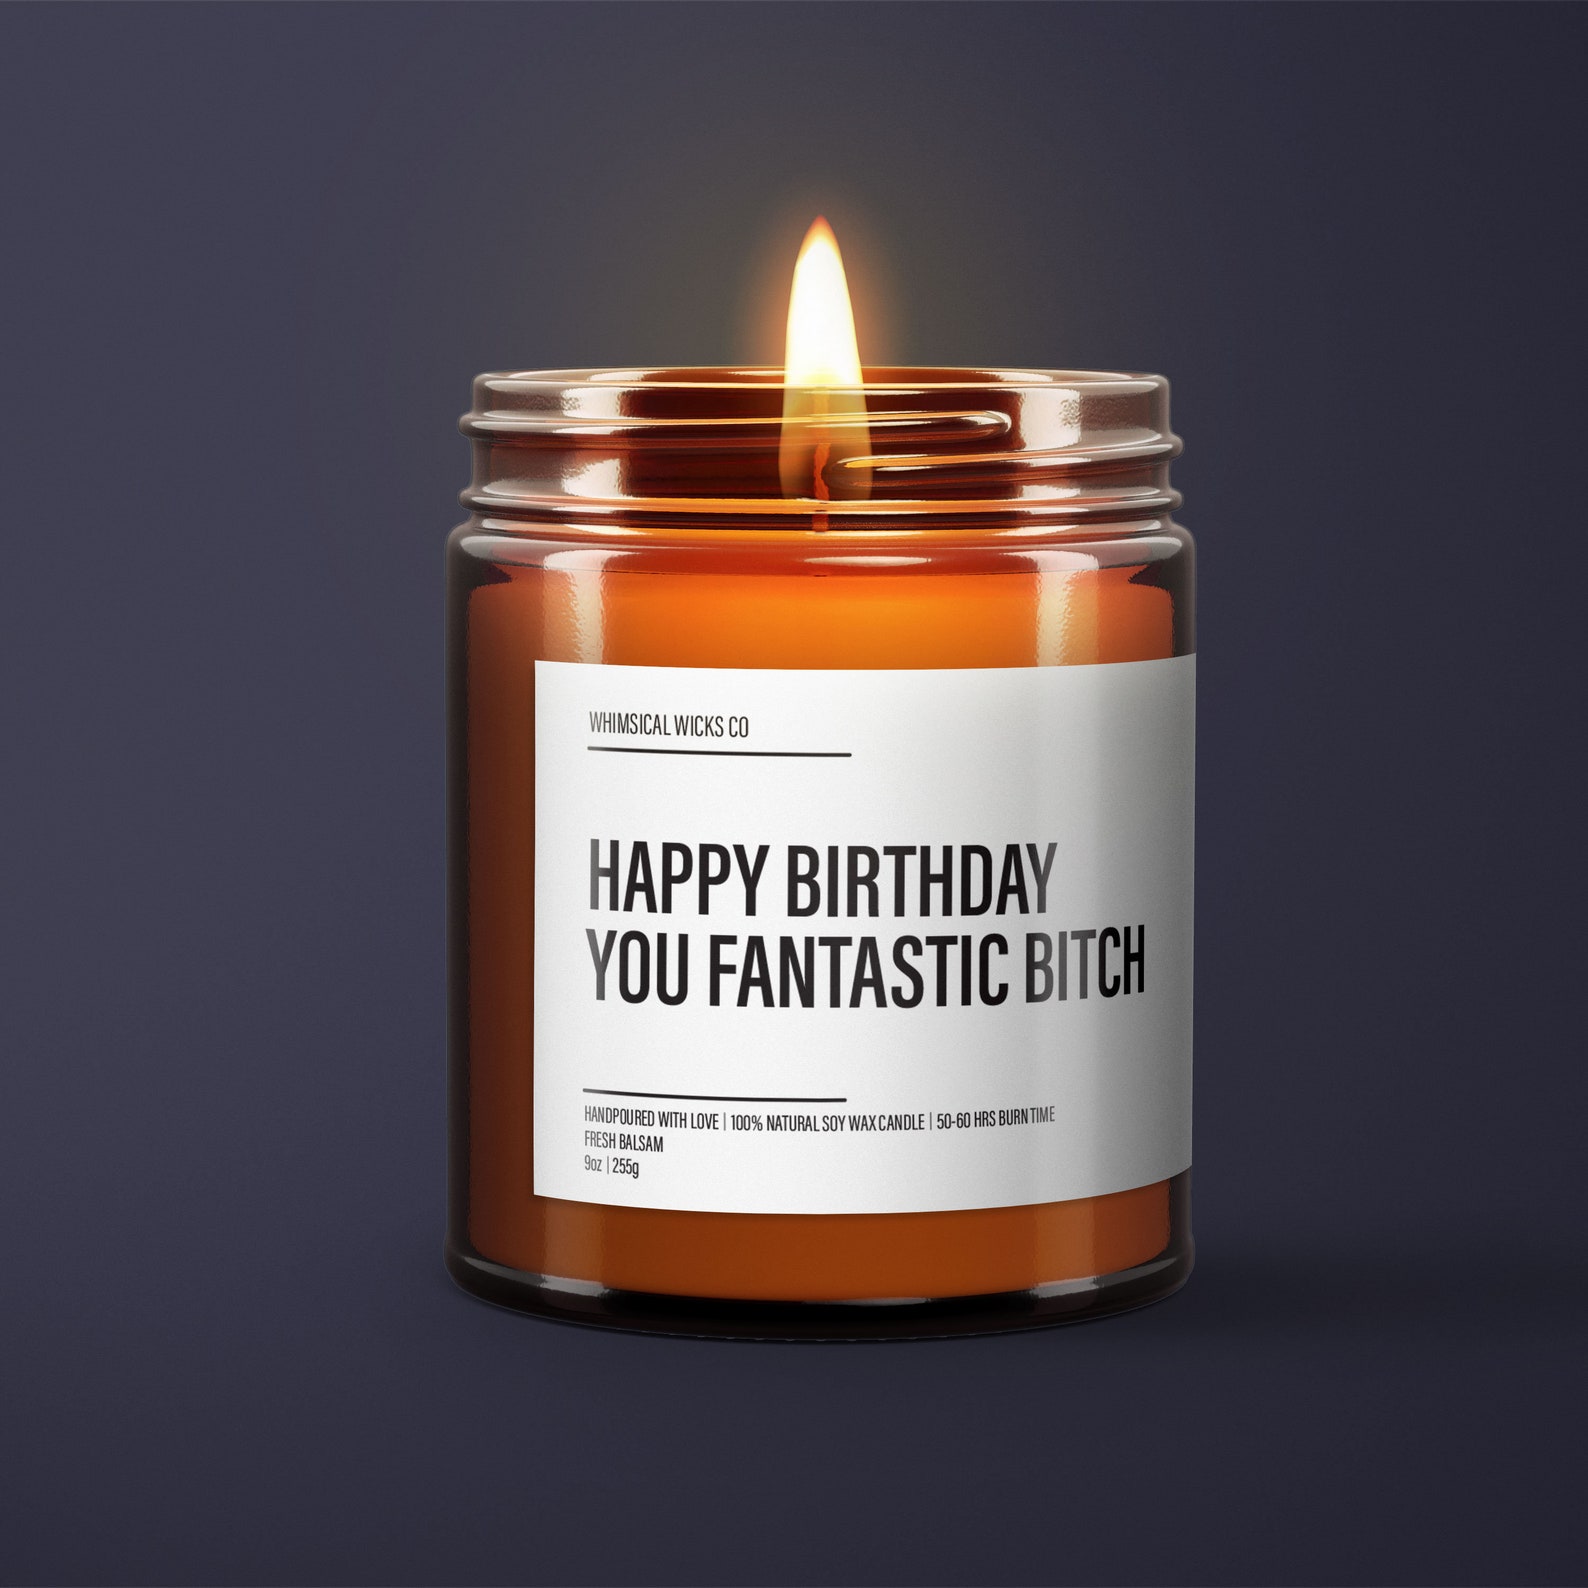 WHIMSICAL WICKS CO
HAPPY BIRTHDAY
YOU FANTASTIC BITCH
HANDPOURED WITH LOVE | 100% NATURAL SOY WAX CANDLE | 50-60 HRS BURN TIME
FRESH BALSAM
9oz | 255g